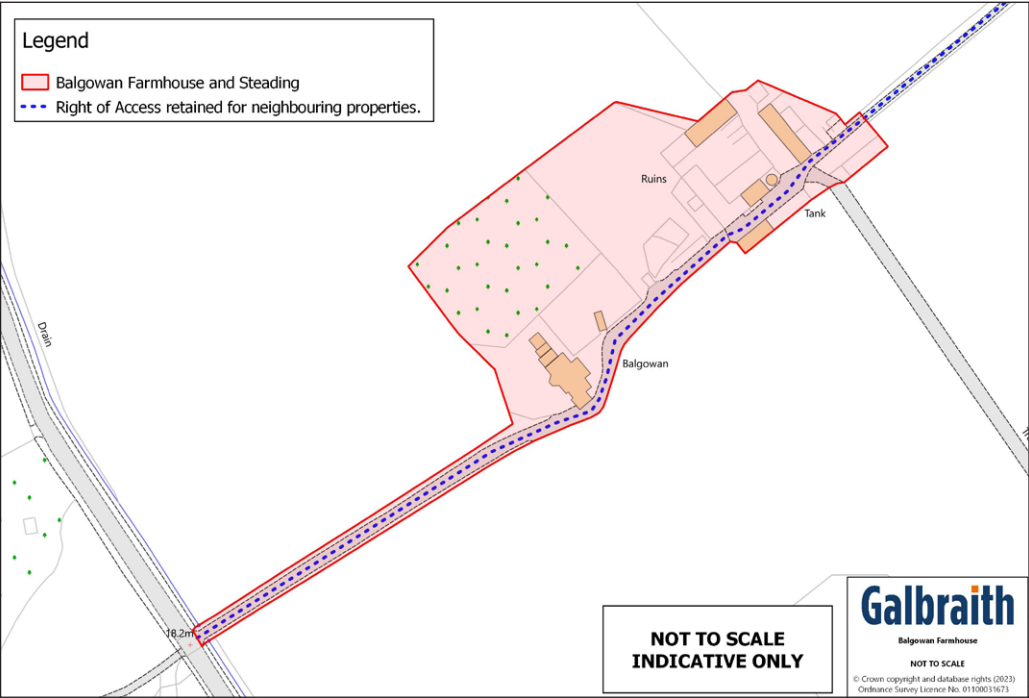 Legend
Balgowan Farmhouse and Steading
Right of Access retained for neighbouring properties.
Ruins
Tank
Drain
Balgowan
18.2m
NOT TO SCALE
INDICATIVE ONLY
Galbraith
Balgowan Farmhouse
NOT TO SCALE
© Crown copyright and database rights (2023)
Ordnance Survey Licence No. 01100031673